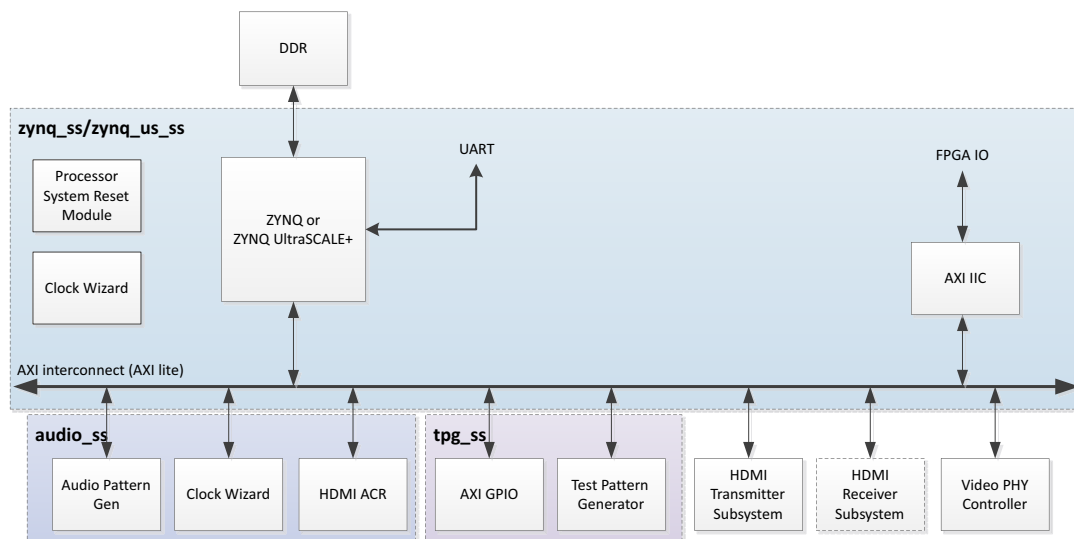 DDR
zynq_ss/zynq_us_ss
Processor
System Reset
Module
Clock Wizard
ZYNQ or
ZYNQ UltraSCALE+
UART
FPGA IO
AXI IIC
AXI interconnect (AXI lite)
audio_ss
Audio Pattern
Gen
Clock Wizard
HDMI ACR
tpg_ss
AXI GPIO
Test Pattern
Generator
HDMI
Transmitter
Subsystem
HDMI
Receiver
Subsystem
Video PHY
Controller